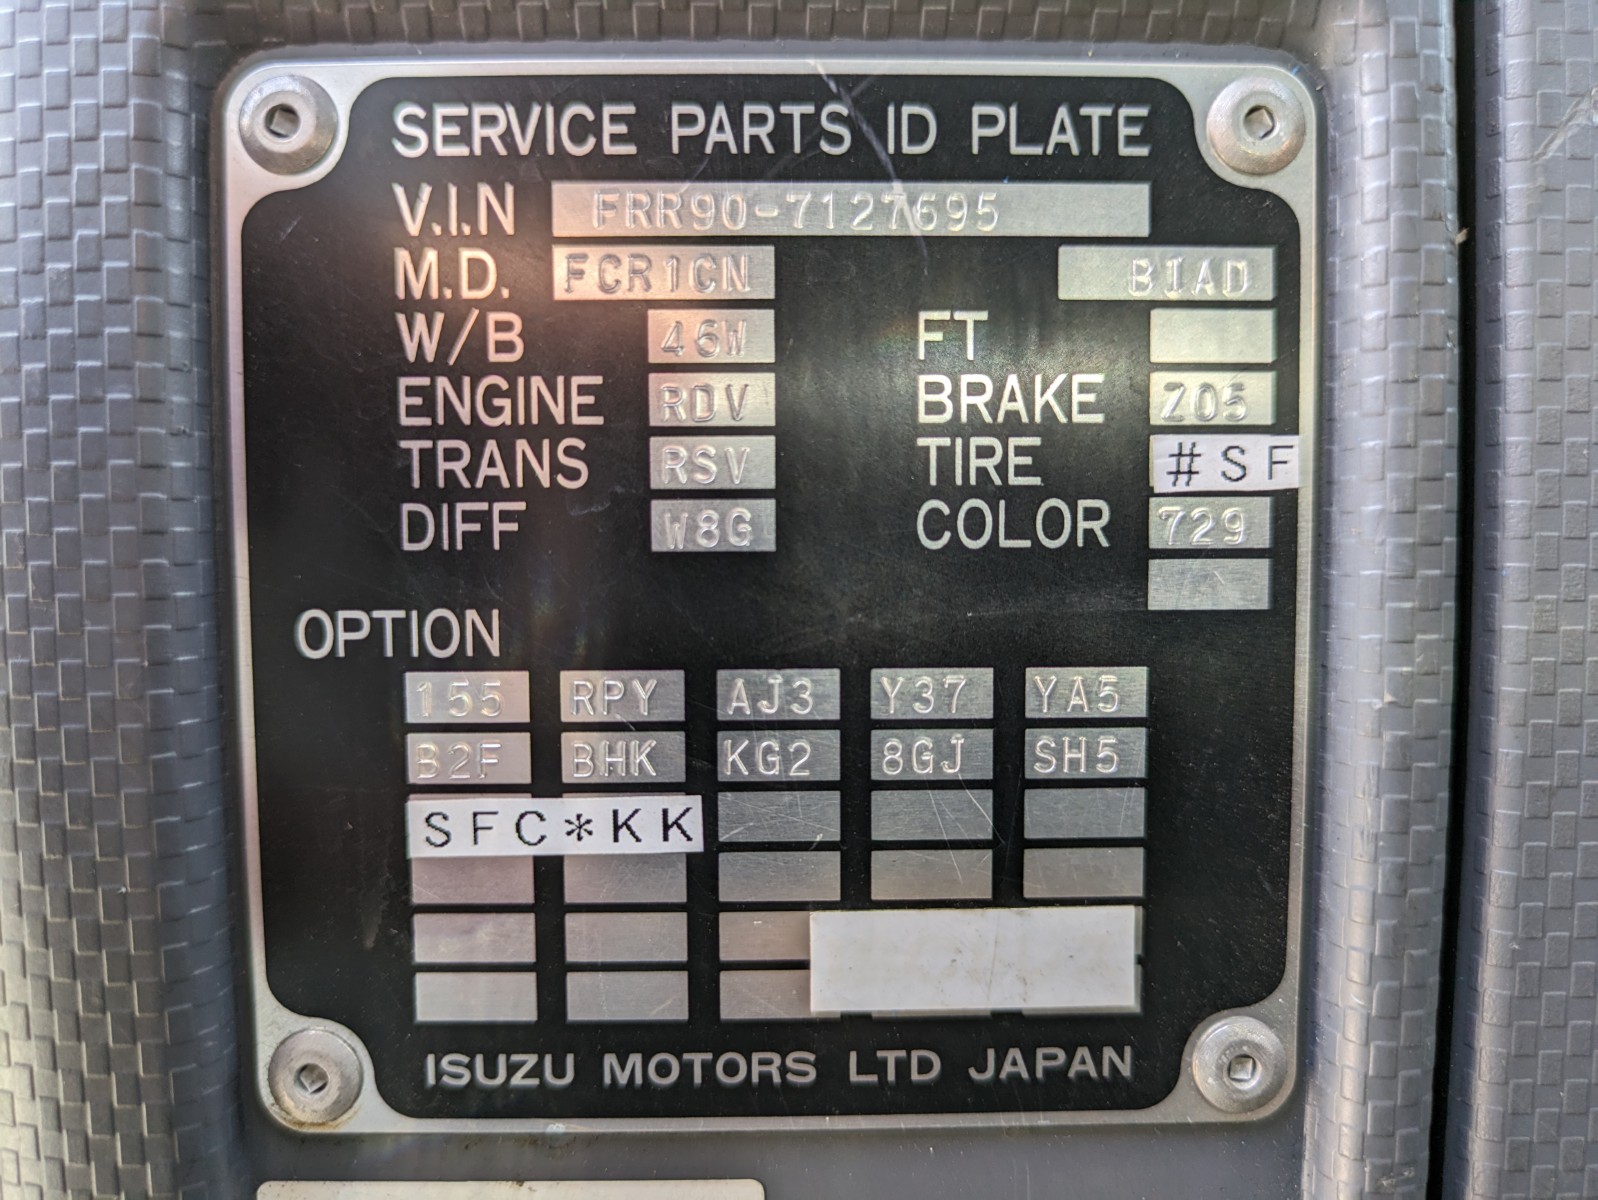 SERVICE PARTS ID PLATE
V.I.N FRR90-7127695
M.D. FCR1CN BIAD
W/B 46W FT
ENGINE RDV BRAKE Z05
TRANS RSV TIRE #SF
DIFF W8G COLOR 729
OPTION
155 RPY AJ3 Y37 YA5
B2F BHK KG2 8GJ SH5
SFC*KK
ISUZU MOTORS LTD JAPAN